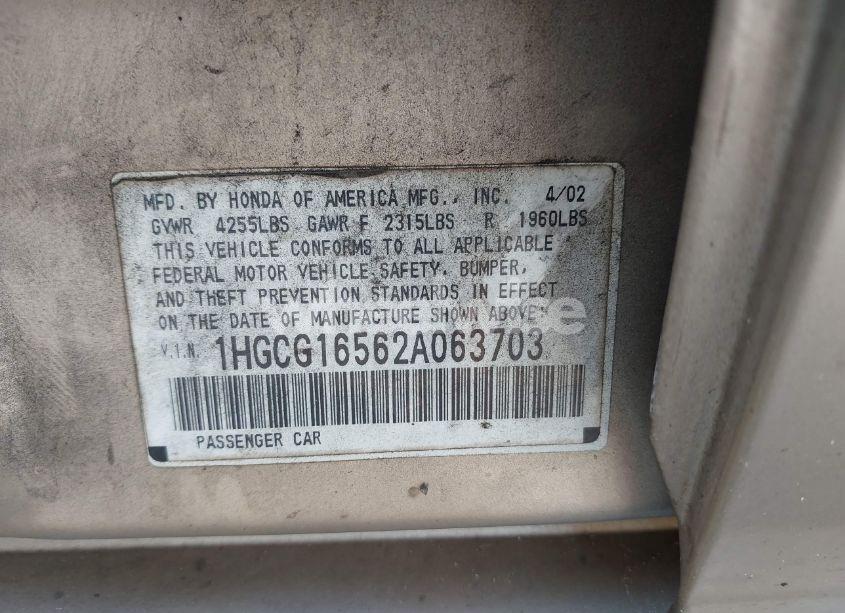 MFD. BY HONDA OF AMERICA MFG., INC. 4/02
GVWR 4255LBS GAWR F 2315LBS R 1960LBS
THIS VEHICLE CONFORMS TO ALL APPLICABLE
FEDERAL MOTOR VEHICLE SAFETY, BUMPER,
AND THEFT PREVENTION STANDARDS IN EFFECT
ON THE DATE OF MANUFACTURE SHOWN ABOVE.
V.I.N. 1HGCG16562A063703
PASSENGER CAR